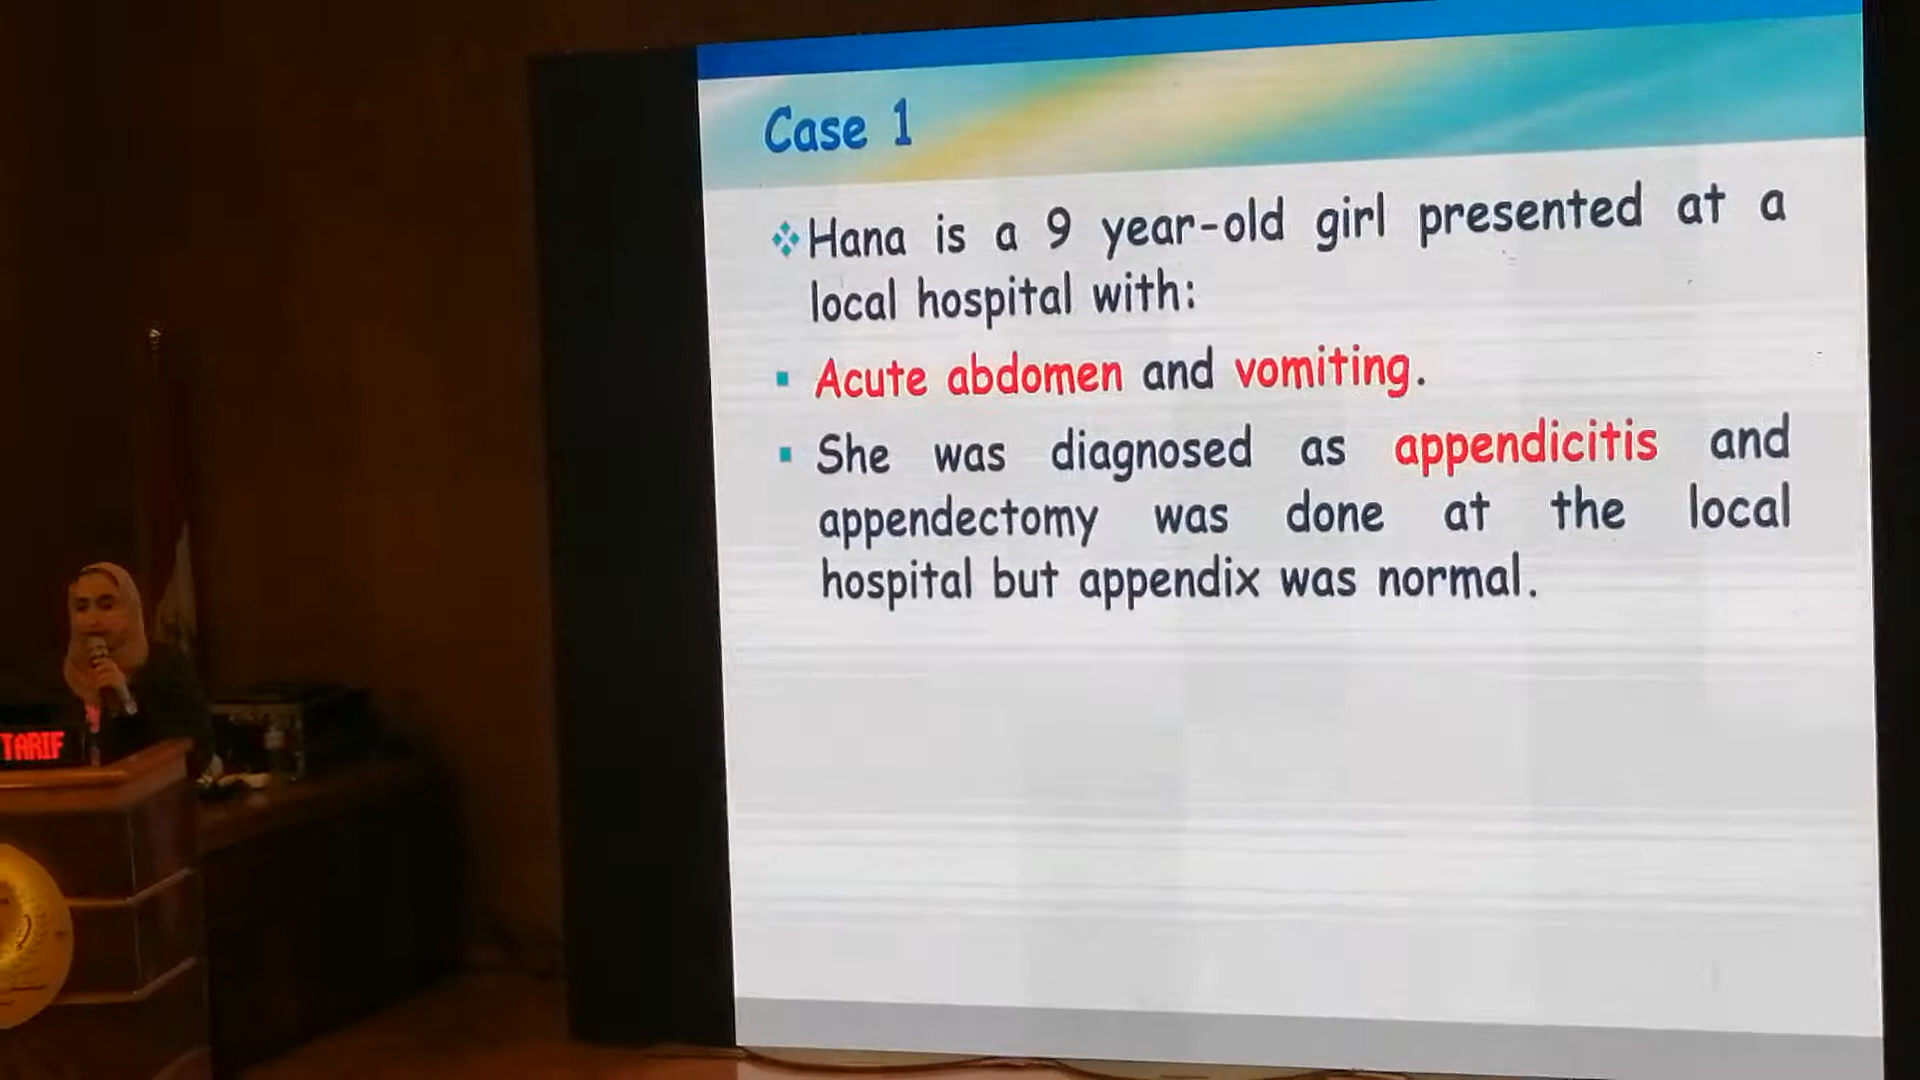 Case 1
❖Hana is a 9 year-old girl presented at a
local hospital with:
▪ Acute abdomen and vomiting.
▪ She was diagnosed as appendicitis and
appendectomy was done at the local
hospital but appendix was normal.
TARIF